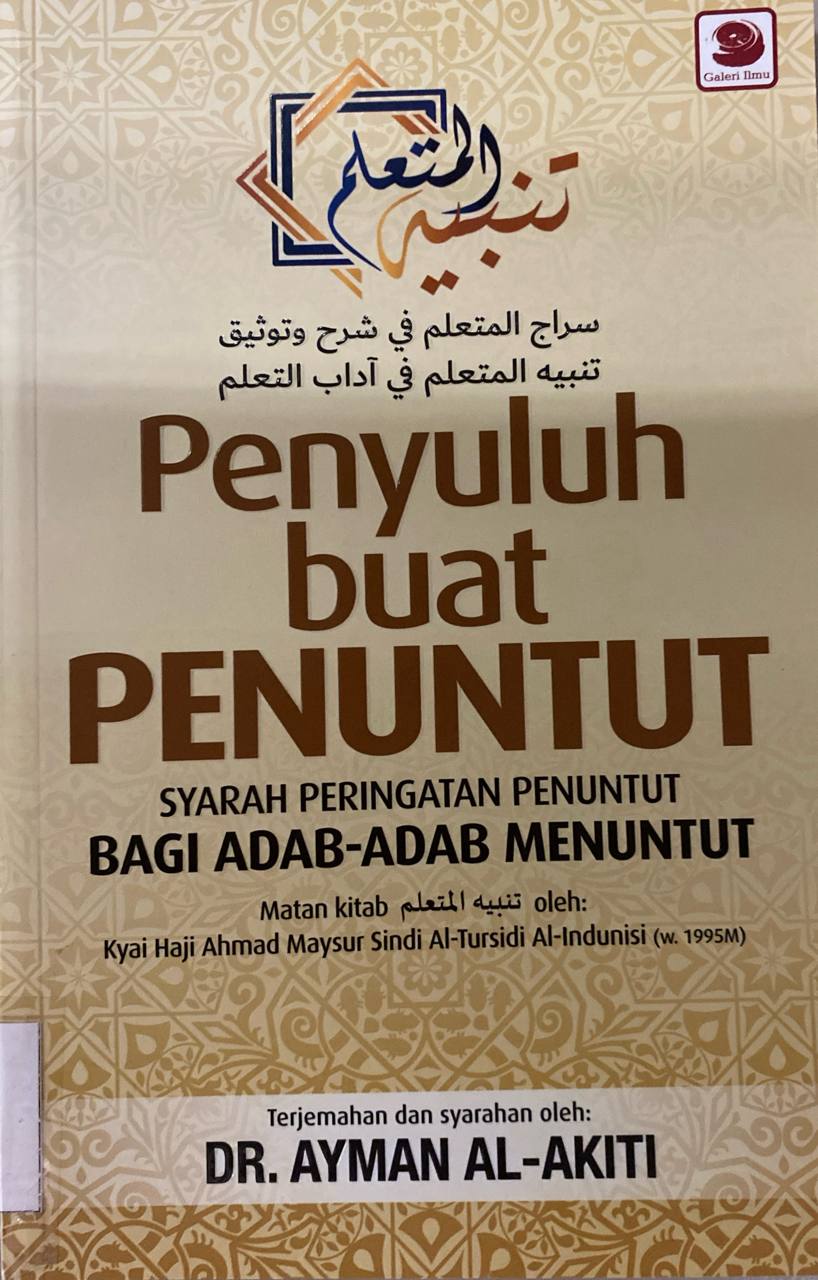 Galeri Ilmu
تنبيه المتعلم
سراج المتعلم في شرح وتوثيق
تنبيه المتعلم في آداب التعلم
Penyuluh
buat
PENUNTUT
SYARAH PERINGATAN PENUNTUT
BAGI ADAB-ADAB MENUNTUT
Matan kitab تنبيه المتعلم oleh:
Kyai Haji Ahmad Maysur Sindi Al-Tursidi Al-Indunisi (w. 1995M)
Terjemahan dan syarahan oleh:
DR. AYMAN AL-AKITI